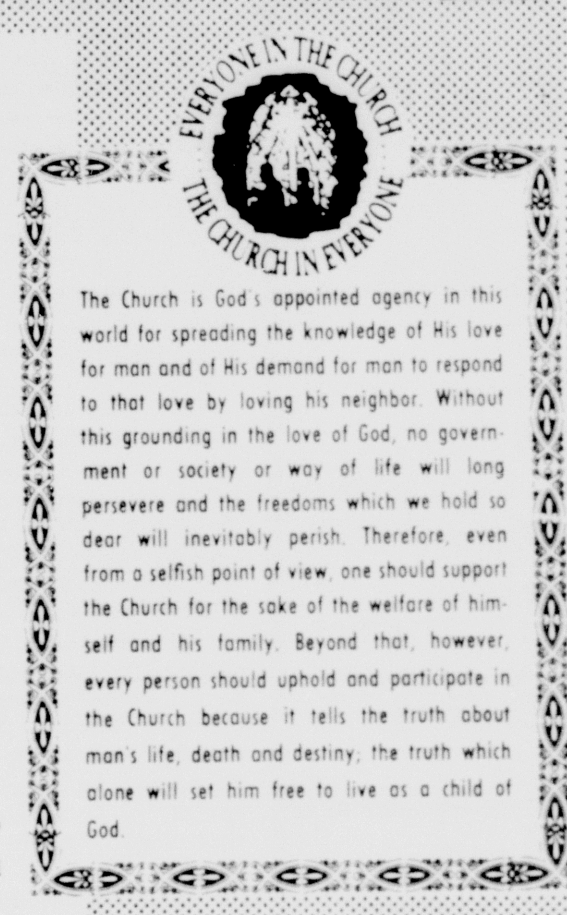 EVERYONE IN THE CHURCH
THE CHURCH IN EVERYONE
The Church is God's appointed agency in this
world for spreading the knowledge of His love
for man and of His demand for man to respond
to that love by loving his neighbor. Without
this grounding in the love of God, no govern-
ment or society or way of life will long
persevere and the freedoms which we hold so
dear will inevitably perish. Therefore, even
from a selfish point of view, one should support
the Church for the sake of the welfare of him-
self and his family. Beyond that, however,
every person should uphold and participate in
the Church because it tells the truth about
man's life, death and destiny; the truth which
alone will set him free to live as a child of
God.